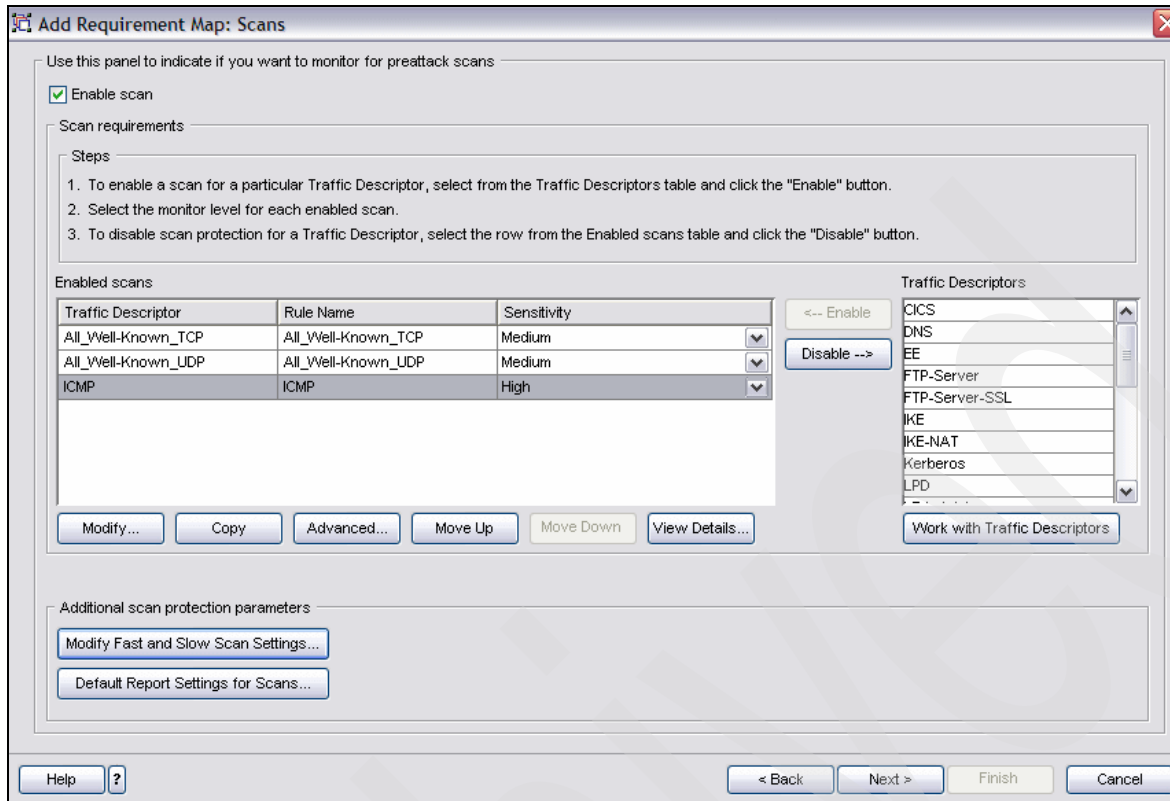 Add Requirement Map: Scans
Use this panel to indicate if you want to monitor for preattack scans
Enable scan
Scan requirements
Steps
1. To enable a scan for a particular Traffic Descriptor, select from the Traffic Descriptors table and click the "Enable" button.
2. Select the monitor level for each enabled scan.
3. To disable scan protection for a Traffic Descriptor, select the row from the Enabled scans table and click the "Disable" button.
Enabled scans
Traffic Descriptor Rule Name Sensitivity
All_Well-Known_TCP All_Well-Known_TCP Medium
All_Well-Known_UDP All_Well-Known_UDP Medium
ICMP ICMP High
<-- Enable
Disable -->
Traffic Descriptors
CICS
DNS
EE
FTP-Server
FTP-Server-SSL
IKE
IKE-NAT
Kerberos
LPD
Modify... Copy Advanced... Move Up Move Down View Details... Work with Traffic Descriptors
Additional scan protection parameters
Modify Fast and Slow Scan Settings...
Default Report Settings for Scans...
Help ? < Back Next > Finish Cancel